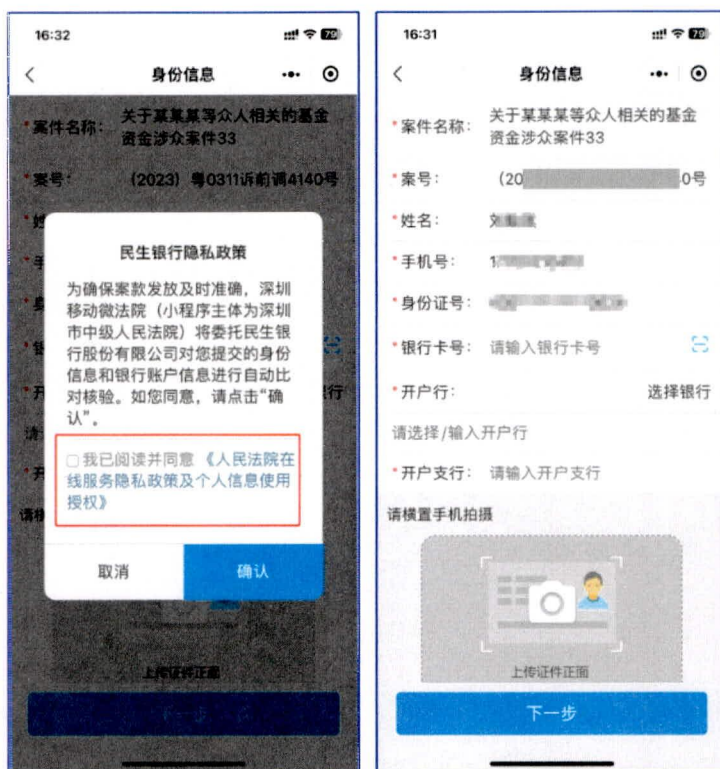 16:32
79
身份信息
*案件名称：
关于某某某等众人相关的基金
资金涉众案件33
*案号：
（2023）粤0311诉前调4140号
民生银行隐私政策
为确保案款发放及时准确，深圳
移动微法院（小程序主体为深圳
市中级人民法院）将委托民生银
行股份有限公司对您提交的身份
信息和银行账户信息进行自动比
对核验。如您同意，请点击“确
认”。
我已阅读并同意《人民法院在
线服务隐私政策及个人信息使用
授权》
取消
确认
上传证件正面
下一步
16:31
79
身份信息
*案件名称：
关于某某某等众人相关的基金
资金涉众案件33
*案号：
（20
0号
*姓名：
*手机号：
1
*身份证号：
*银行卡号：
请输入银行卡号
*开户行：
选择银行
请选择/输入开户行
*开户支行：
请输入开户支行
请横置手机拍摄
上传证件正面
下一步